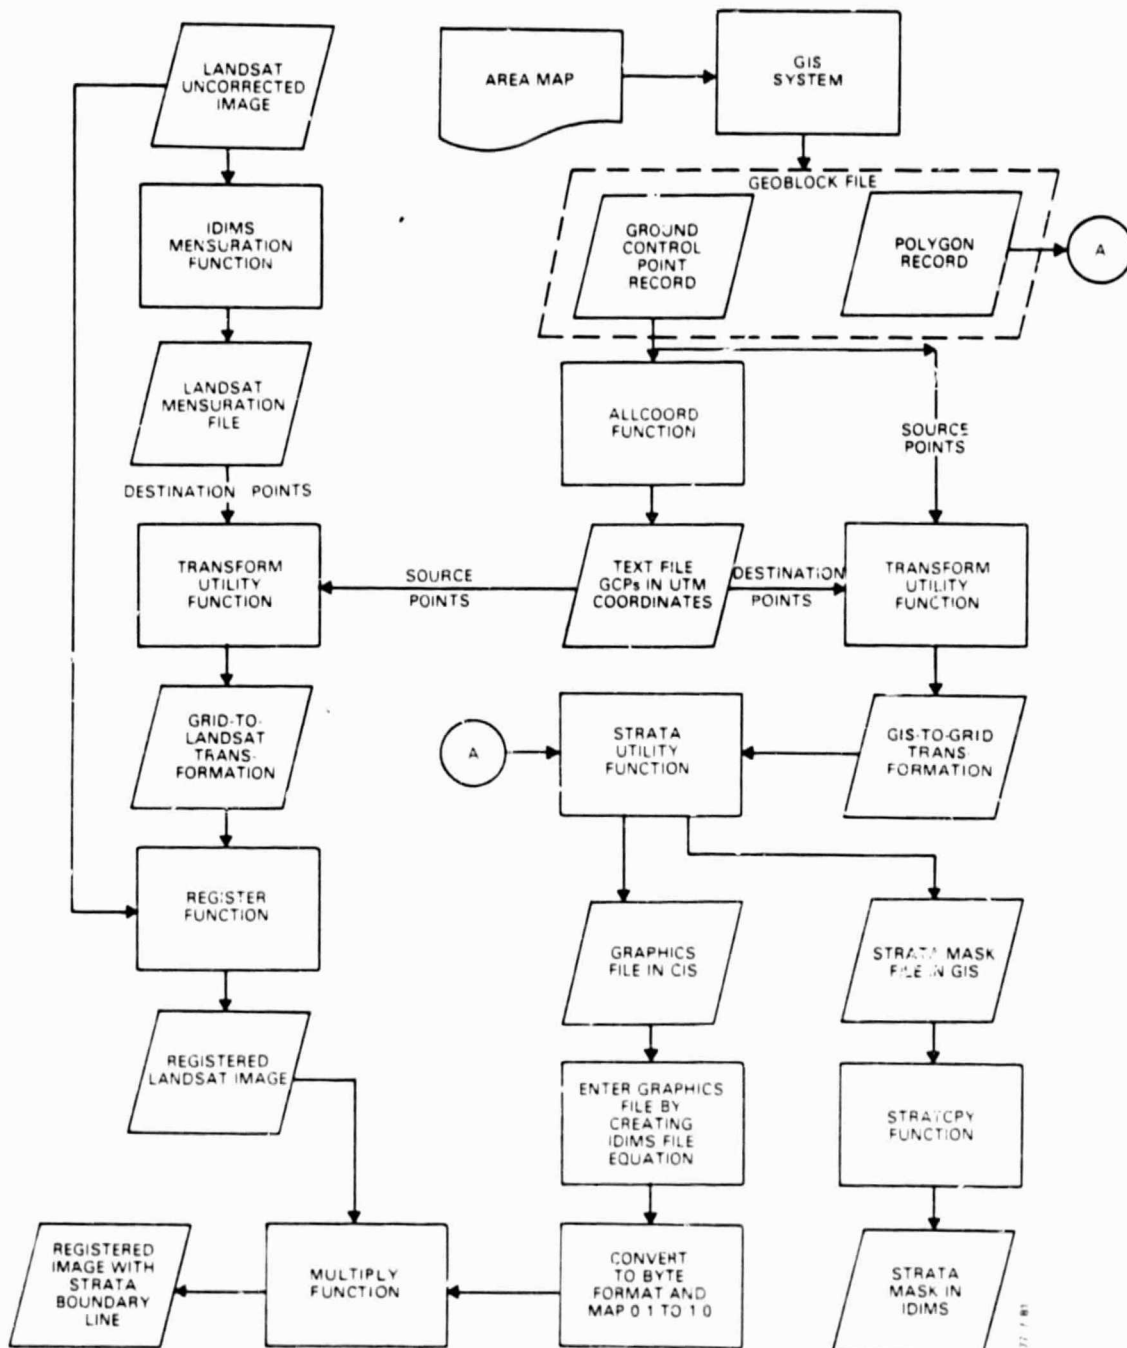 LANDSAT
UNCORRECTED
IMAGE
AREA MAP
GIS
SYSTEM
GEOBLOCK FILE
IDIMS
MENSURATION
FUNCTION
GROUND
CONTROL
POINT
RECORD
POLYGON
RECORD
A
LANDSAT
MENSURATION
FILE
ALLCOORD
FUNCTION
SOURCE
POINTS
DESTINATION POINTS
TRANSFORM
UTILITY
FUNCTION
SOURCE
POINTS
TEXT FILE
GCPs IN UTM
COORDINATES
DESTINATION
POINTS
TRANSFORM
UTILITY
FUNCTION
GRID-TO-
LANDSAT
TRANS-
FORMATION
A
STRATA
UTILITY
FUNCTION
GIS-TO-GRID
TRANS-
FORMATION
REGISTER
FUNCTION
GRAPHICS
FILE IN CIS
STRATA MASK
FILE IN GIS
REGISTERED
LANDSAT IMAGE
ENTER GRAPHICS
FILE BY
CREATING
IDIMS FILE
EQUATION
STRATCPY
FUNCTION
REGISTERED
IMAGE WITH
STRATA
BOUNDARY
LINE
MULTIPLY
FUNCTION
CONVERT
TO BYTE
FORMAT AND
MAP 0 1 TO 1 0
STRATA
MASK IN
IDIMS